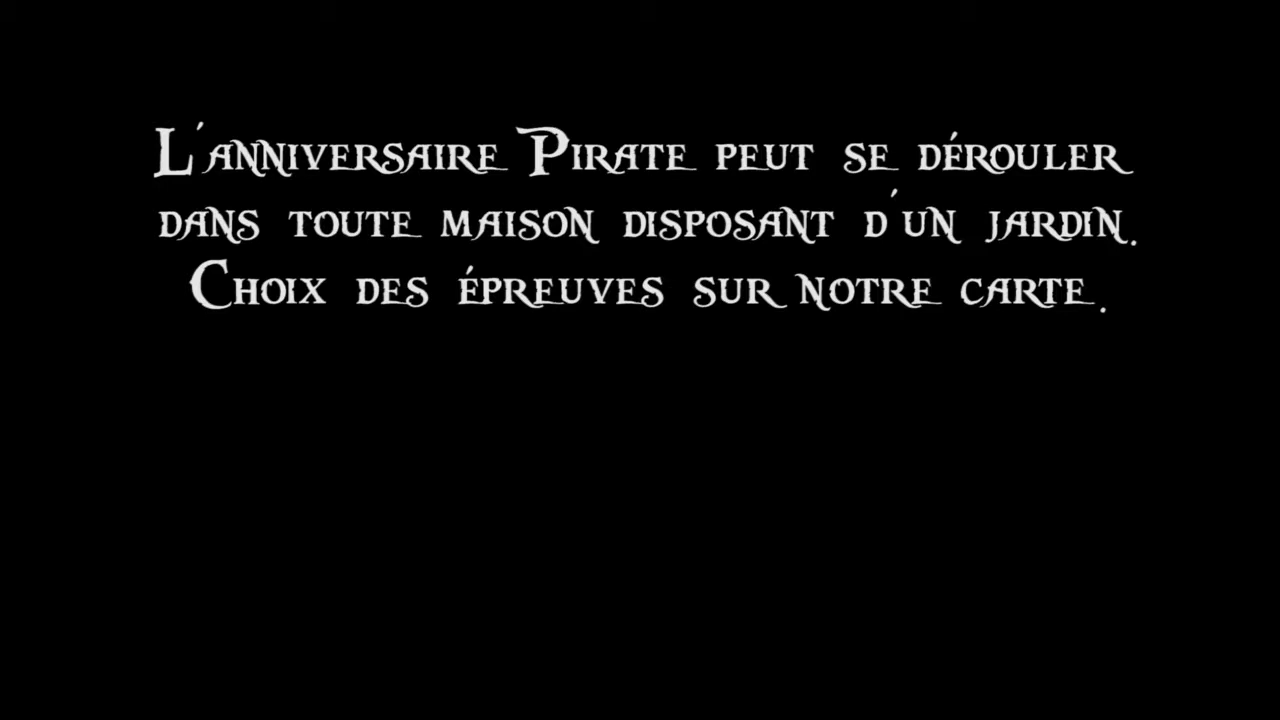 L'anniversaire Pirate peut se dérouler
dans toute maison disposant d'un jardin.
Choix des épreuves sur notre carte.